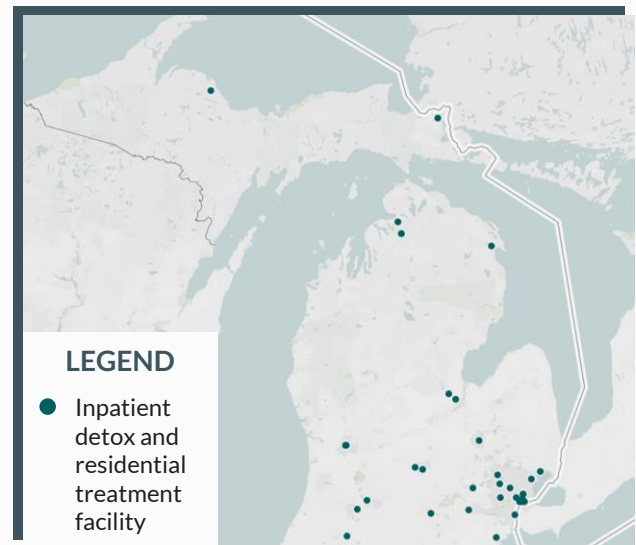 LEGEND
Inpatient
detox and
residential
treatment
facility